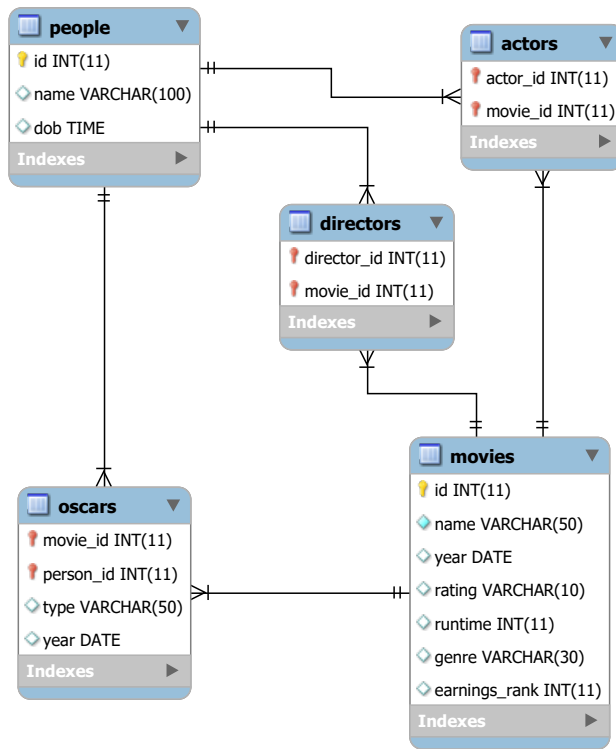 people
id INT(11)
name VARCHAR(100)
dob TIME
Indexes
actors
actor_id INT(11)
movie_id INT(11)
Indexes
directors
director_id INT(11)
movie_id INT(11)
Indexes
oscars
movie_id INT(11)
person_id INT(11)
type VARCHAR(50)
year DATE
Indexes
movies
id INT(11)
name VARCHAR(50)
year DATE
rating VARCHAR(10)
runtime INT(11)
genre VARCHAR(30)
earnings_rank INT(11)
Indexes